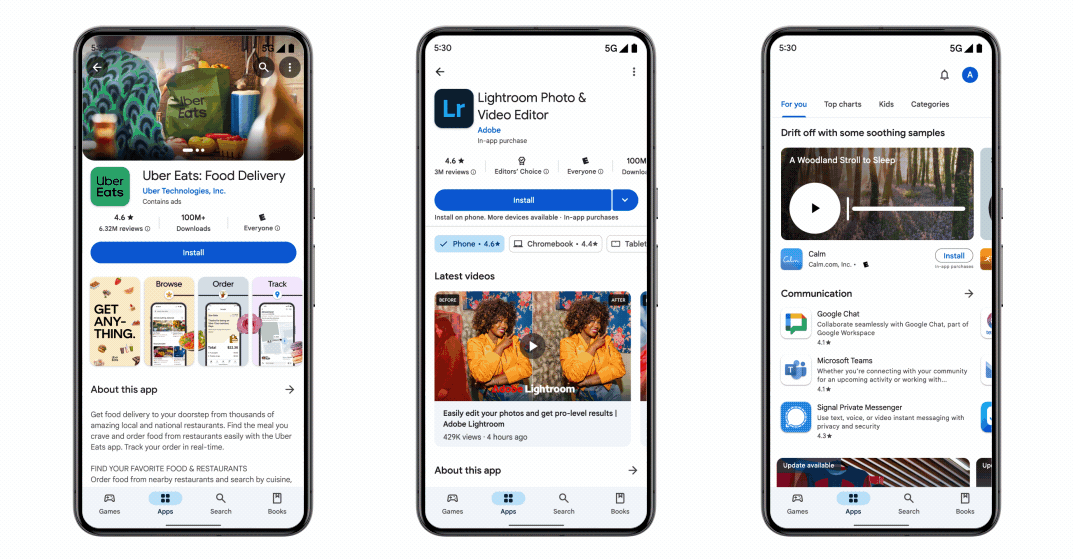 5:30
5G
Uber
Eats
Uber
Eats
Uber Eats: Food Delivery
Uber Technologies, Inc.
Contains ads
4.6 ★
100M+
6.32M reviews
Downloads
Everyone
Install
GET
ANY-
THING.
Browse
Order
Track
About this app
Get food delivery to your doorstep from thousands of
amazing local and national restaurants. Find the meal you
crave and order food from restaurants easily with the Uber
Eats app. Track your order in real-time.
FIND YOUR FAVORITE FOOD & RESTAURANTS
Order food from nearby restaurants and search by cuisine,
Games
Apps
Search
Books
5:30
5G
Lr
Lightroom Photo &
Video Editor
Adobe
In-app purchase
4.6 ★
100M
3M reviews
Editors' Choice
Everyone
Downloa
Install
Install on phone. More devices available · In-app purchases
Phone • 4.6★
Chromebook • 4.4★
Tablet
Latest videos
BEFORE
AFTER
Adobe Lightroom
Easily edit your photos and get pro-level results |
Adobe Lightroom
429K views · 4 hours ago
About this app
Games
Apps
Search
Books
5:30
5G
A
For you
Top charts
Kids
Categories
Drift off with some soothing samples
A Woodland Stroll to Sleep
Calm
Calm
Calm.com, Inc. •
Install
In-app purchases
Communication
Google Chat
Collaborate seamlessly with Google Chat, part of
Google Workspace
4.1★
Microsoft Teams
Whether you're connecting with your community
for an upcoming activity or working with...
4.1★
Signal Private Messenger
Use text, voice, or video instant messaging with
privacy and security
4.3★
Update available
Up
Games
Apps
Search
Books